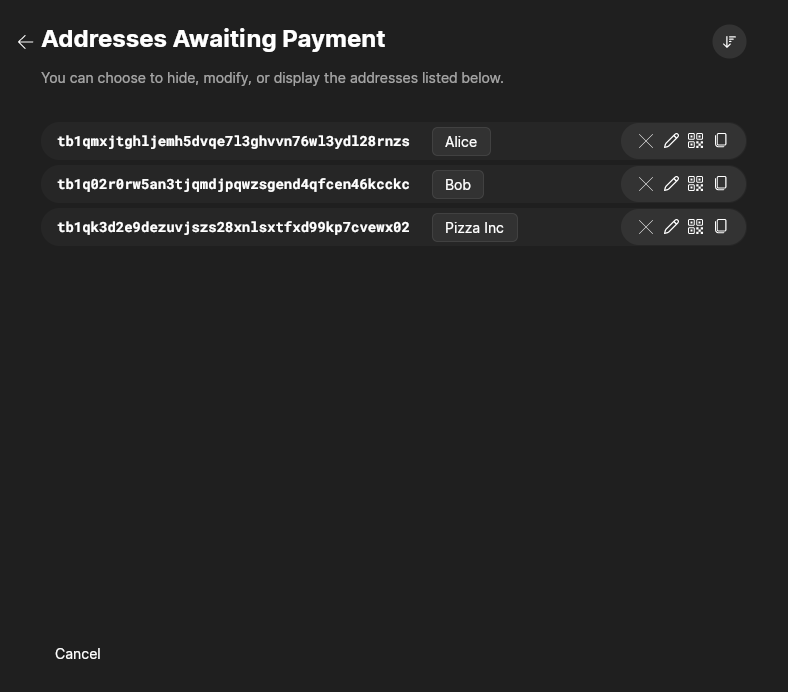 Addresses Awaiting Payment
You can choose to hide, modify, or display the addresses listed below.
tb1qmxjtghljemh5dvqe7l3ghvvn76wl3ydl28rnzs Alice
tb1q02r0rw5an3tjqmdjpqwzsgend4qfcen46kcckc Bob
tb1qk3d2e9dezuvjszs28xnlsxtfxd99kp7cvewx02 Pizza Inc
Cancel